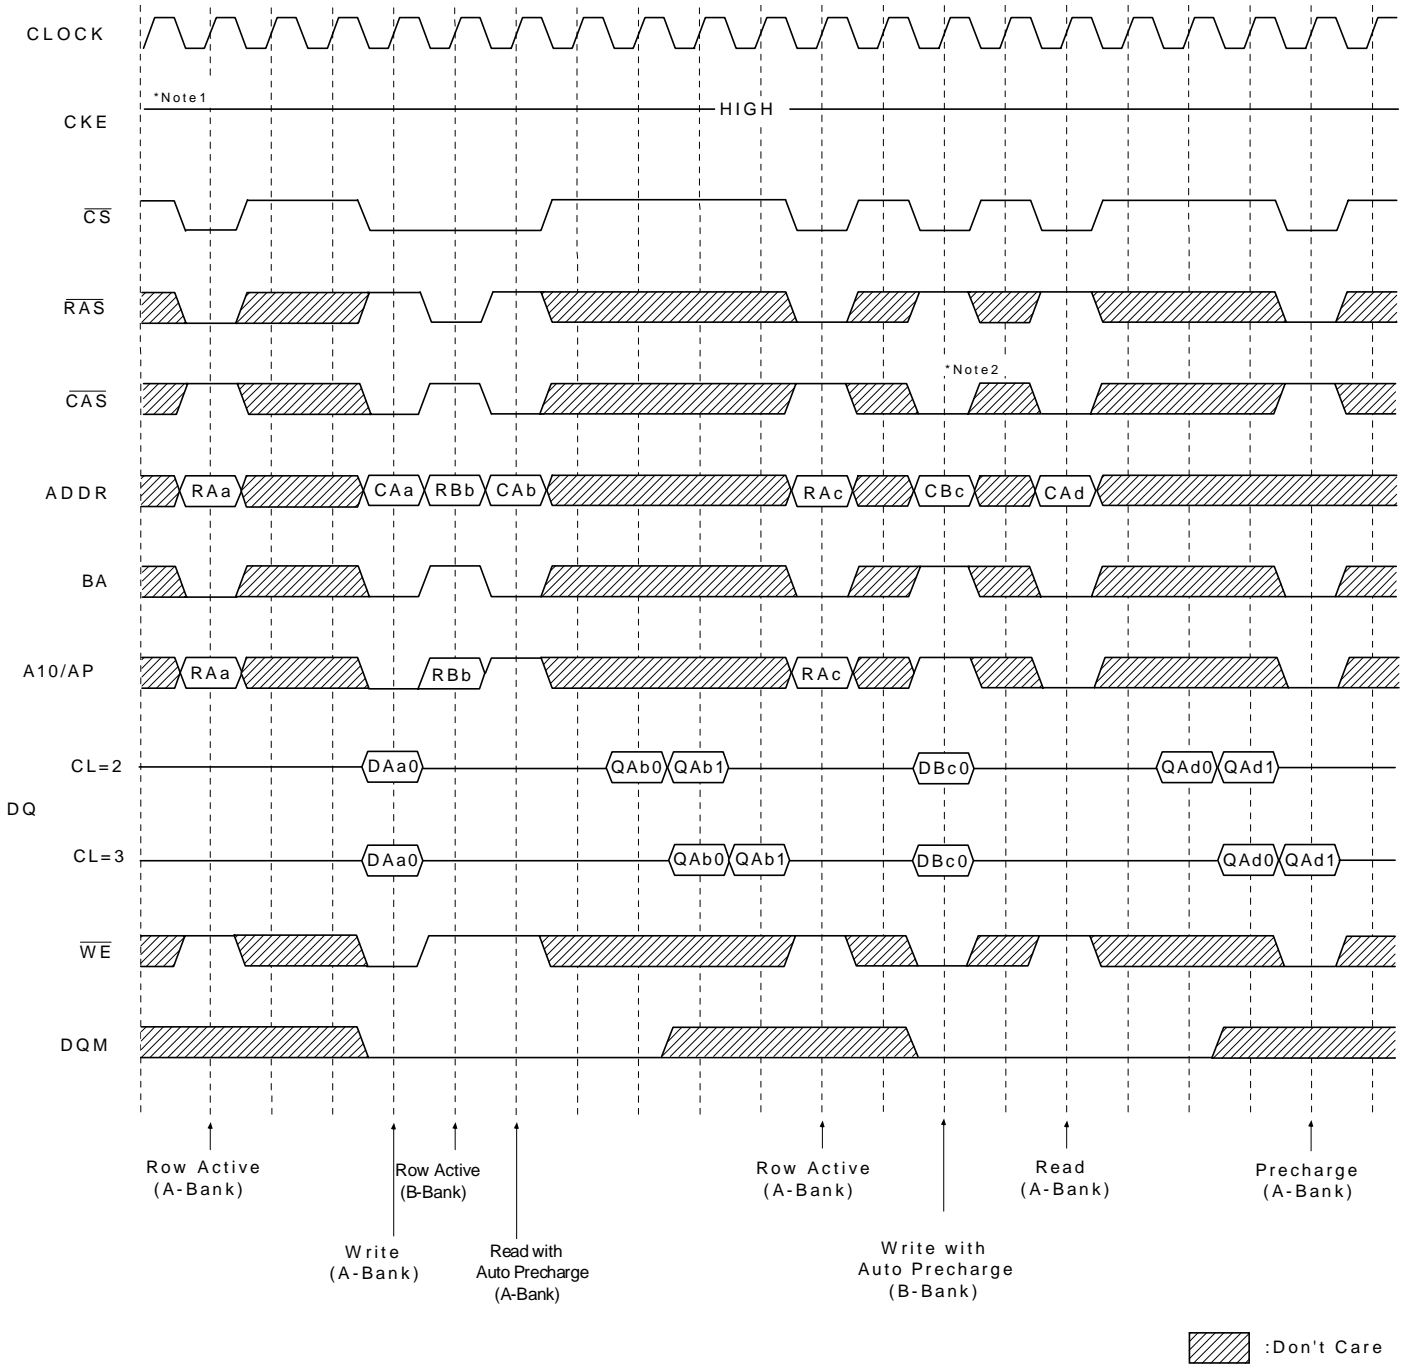 CLOCK
*Note1
HIGH
CKE
CS
RAS
*Note2
CAS
ADDR RAa CAa RBb CAb RAc CBc CAd
BA
A10/AP RAa RBb RAc
CL=2 DAa0 QAb0 QAb1 DBc0 QAd0 QAd1
DQ
CL=3 DAa0 QAb0 QAb1 DBc0 QAd0 QAd1
WE
DQM
Row Active
(A-Bank)
Row Active
(B-Bank)
Row Active
(A-Bank)
Read
(A-Bank)
Precharge
(A-Bank)
Write
(A-Bank)
Read with
Auto Precharge
(A-Bank)
Write with
Auto Precharge
(B-Bank)
:Don't Care